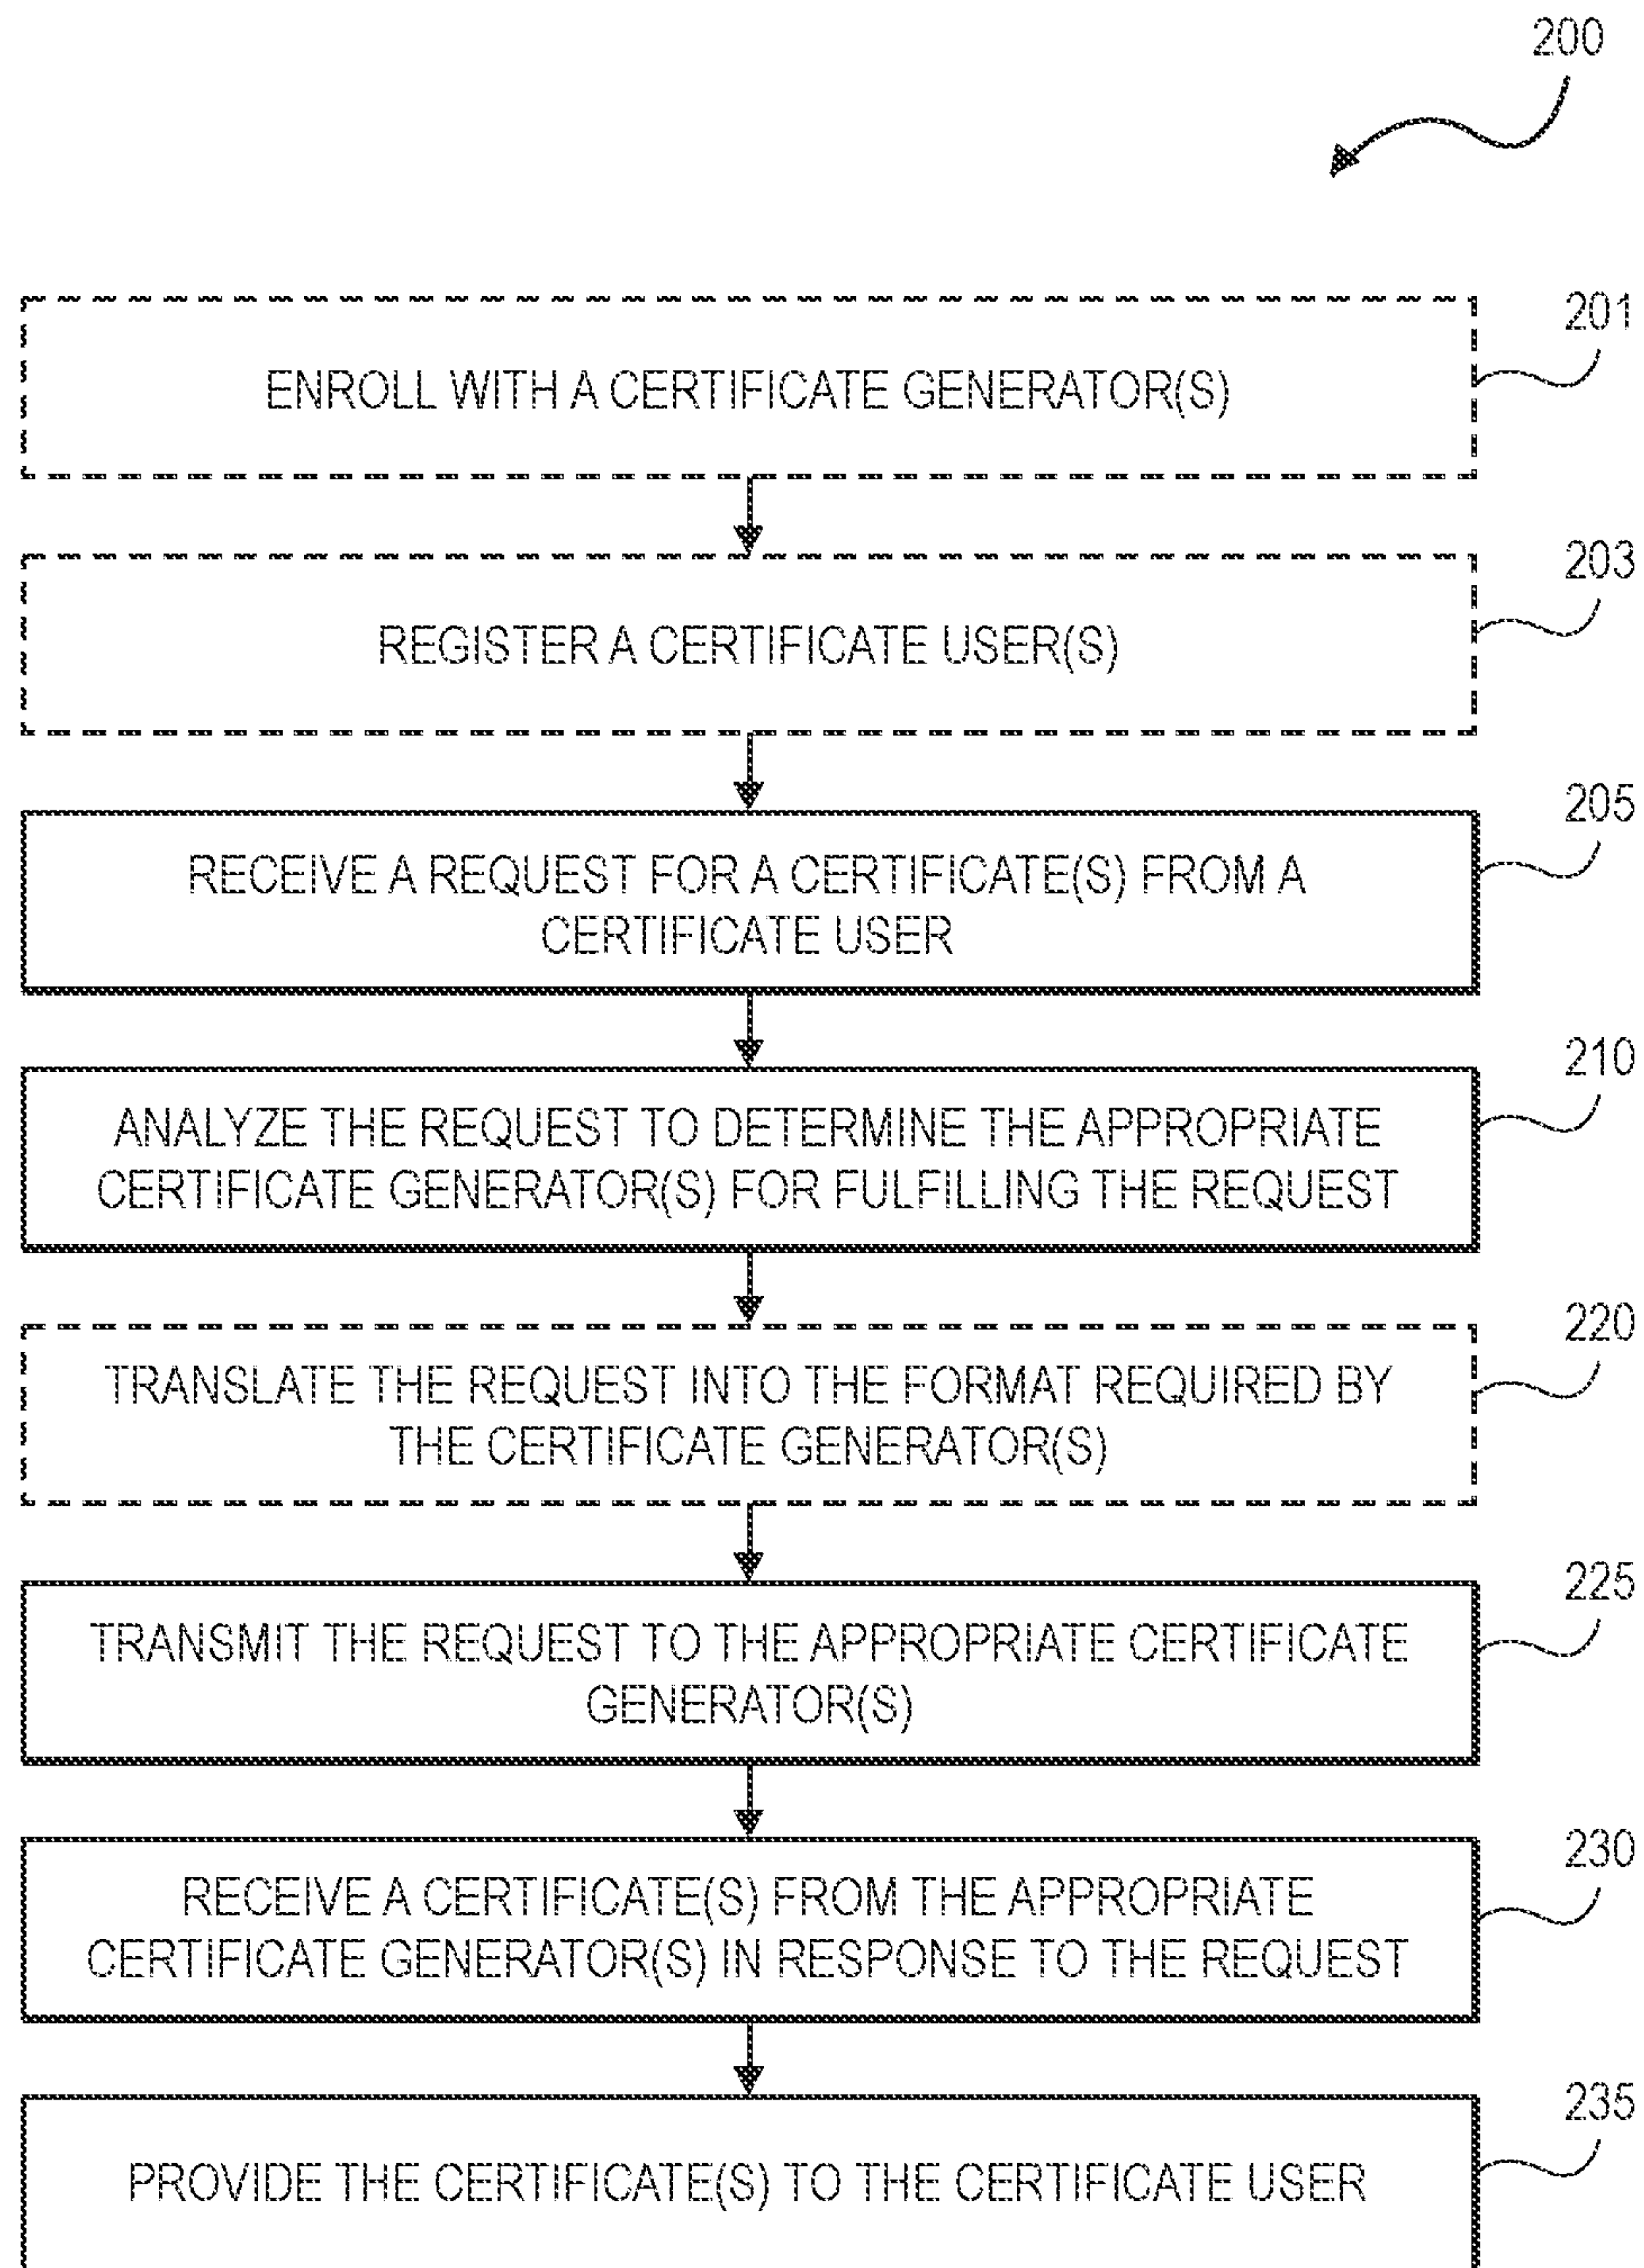 200
201
ENROLL WITH A CERTIFICATE GENERATOR(S)
203
REGISTER A CERTIFICATE USER(S)
205
RECEIVE A REQUEST FOR A CERTIFICATE(S) FROM A
CERTIFICATE USER
210
ANALYZE THE REQUEST TO DETERMINE THE APPROPRIATE
CERTIFICATE GENERATOR(S) FOR FULFILLING THE REQUEST
220
TRANSLATE THE REQUEST INTO THE FORMAT REQUIRED BY
THE CERTIFICATE GENERATOR(S)
225
TRANSMIT THE REQUEST TO THE APPROPRIATE CERTIFICATE
GENERATOR(S)
230
RECEIVE A CERTIFICATE(S) FROM THE APPROPRIATE
CERTIFICATE GENERATOR(S) IN RESPONSE TO THE REQUEST
235
PROVIDE THE CERTIFICATE(S) TO THE CERTIFICATE USER